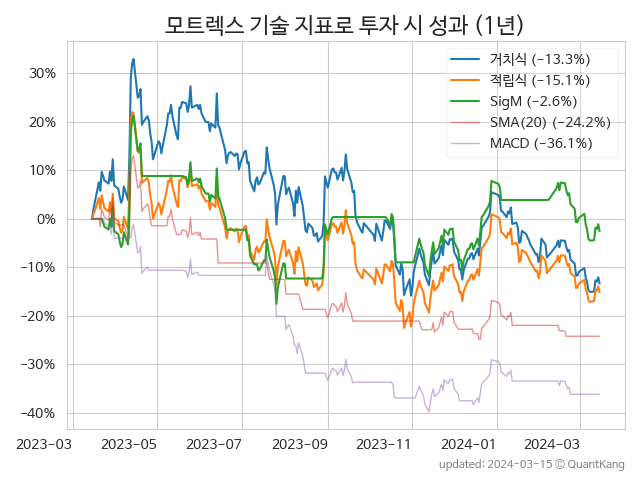 모트렉스 기술 지표로 투자 시 성과 (1년)
거치식 (−13.3%)
적립식 (−15.1%)
SigM (−2.6%)
SMA(20) (−24.2%)
MACD (−36.1%)
30%
20%
10%
0%
−10%
−20%
−30%
−40%
2023−03 2023−05 2023−07 2023−09 2023−11 2024−01 2024−03
updated: 2024−03−15 © QuantKang